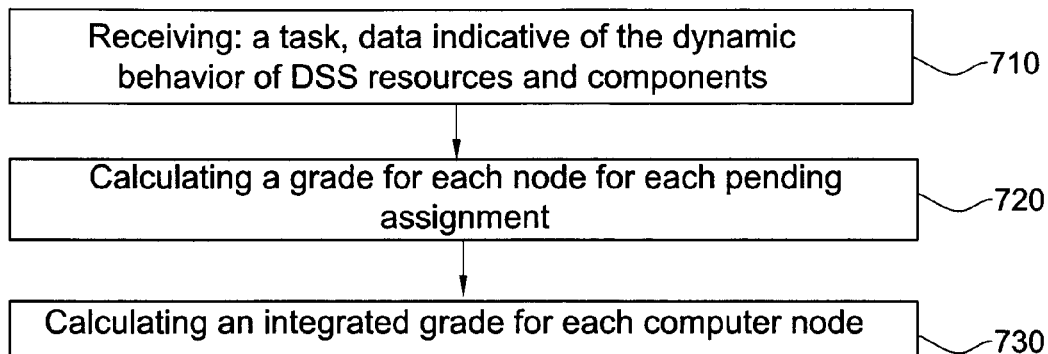 Receiving: a task, data indicative of the dynamic
behavior of DSS resources and components
710
Calculating a grade for each node for each pending
assignment
720
Calculating an integrated grade for each computer node
730